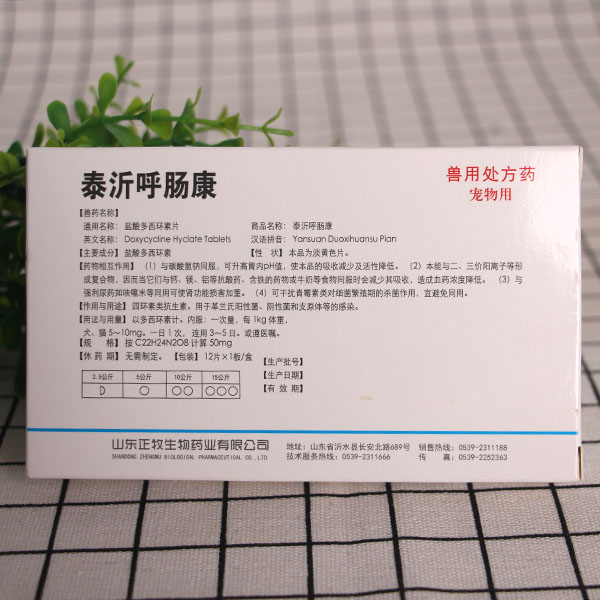 泰沂呼肠康
兽用处方药
宠物用
【兽药名称】
通用名称：盐酸多西环素片 商品名称：泰沂呼肠康
英文名称：Doxycycline Hyclate Tablets 汉语拼音：Yansuan Duoxihuansu Pian
【主要成分】盐酸多西环素 【性 状】本品为淡黄色片。
【药物相互作用】（1）与碳酸氢钠同服，可升高胃内pH值，使本品的吸收减少及活性降低。（2）本能与二、三价阳离子等形
成复合物，因而当它们与钙、镁、铝等抗酸药、含铁的药物或牛奶等食物同服时会减少其吸收，造成血药浓度降低。（3）与
强利尿药如呋噻米等同用可使肾功能损害加重。（4）可干扰青霉素类对细菌繁殖期的杀菌作用，宜避免同用。
【作用与用途】四环素类抗生素。用于革兰氏阳性菌、阴性菌和支原体等的感染。
【用法与用量】以多西环素计。内服：一次量，每 1kg 体重，
犬、猫 5～10mg。一日 1 次，连用 3～5 日。或遵医嘱。
【规 格】按 C22H24N2O8 计算 50mg
【休 药 期】无需制定。【包装】12片×1板/盒
【生产批号】
【生产日期】
【有 效 期】
2.5公斤 5公斤 10公斤 15公斤
D ○ ○○ ○○○
山东正牧生物药业有限公司
SHANDONG ZHENGMU BIOLOGICAL PHARMACEUTICAL CO.,LTD
地址：山东省沂水县长安北路689号 销售热线：0539-2311188
技术服务热线：0539-2311666 传 真：0539-2252363